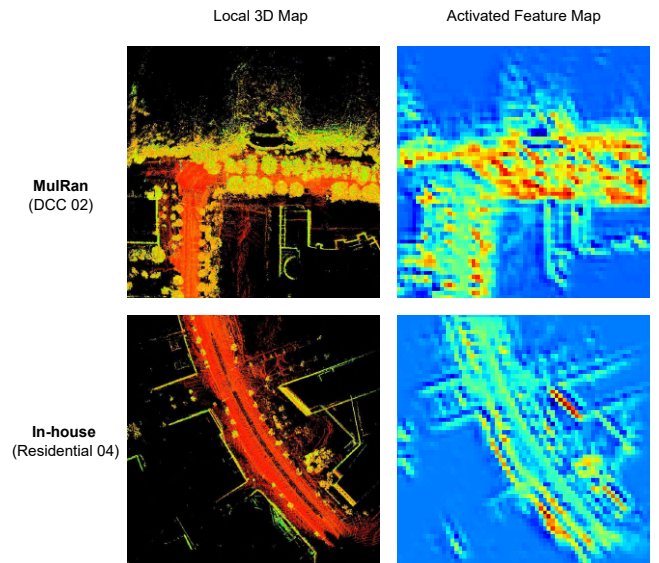 Local 3D Map
Activated Feature Map
MulRan
(DCC 02)
In-house
(Residential 04)